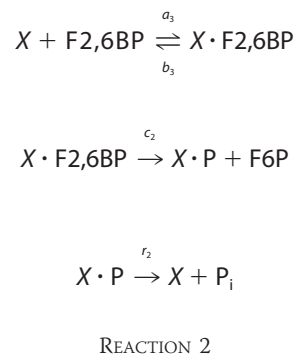 a₃
X + F2,6BP ⇌ X · F2,6BP
b₃
c₂
X · F2,6BP → X · P + F6P
r₂
X · P → X + Pᵢ
REACTION 2